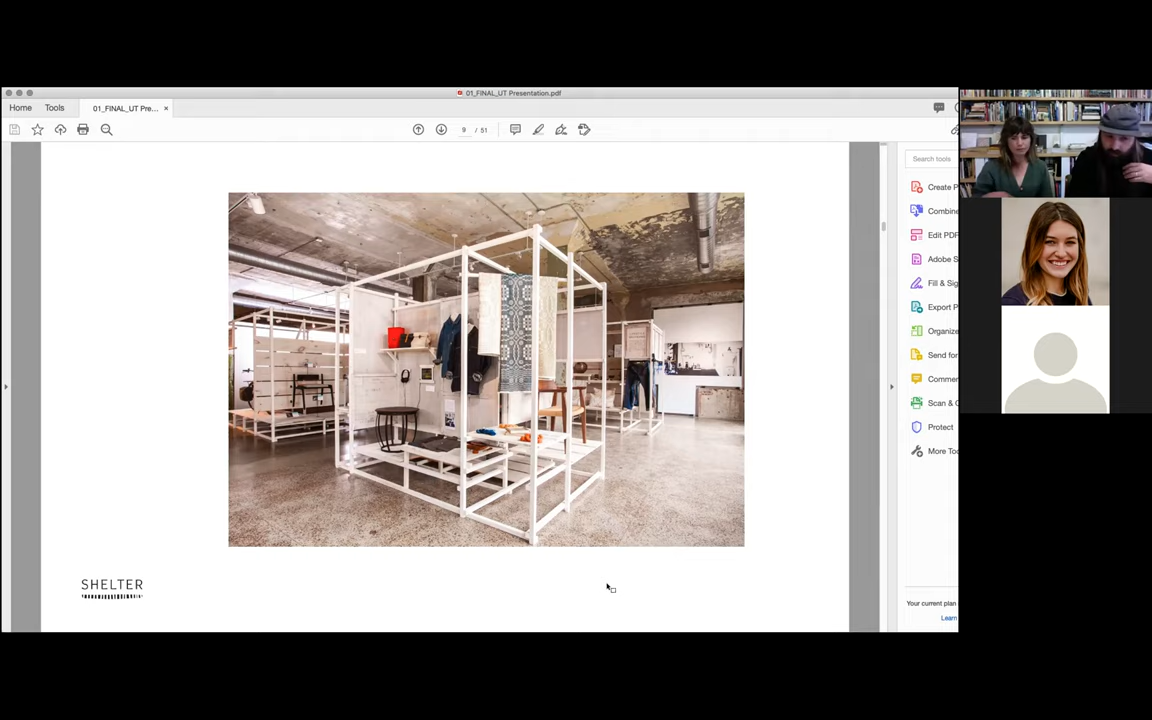 01_FINAL_UT Presentation.pdf
Home
Tools
01_FINAL_UT Pre...
9 / 51
Search tools
Create P
Combine
Edit PDF
Adobe S
Fill & Sig
Export P
Organize
Send for
Comme
Scan & O
Protect
More Too
SHELTER
Your current plan
Learn